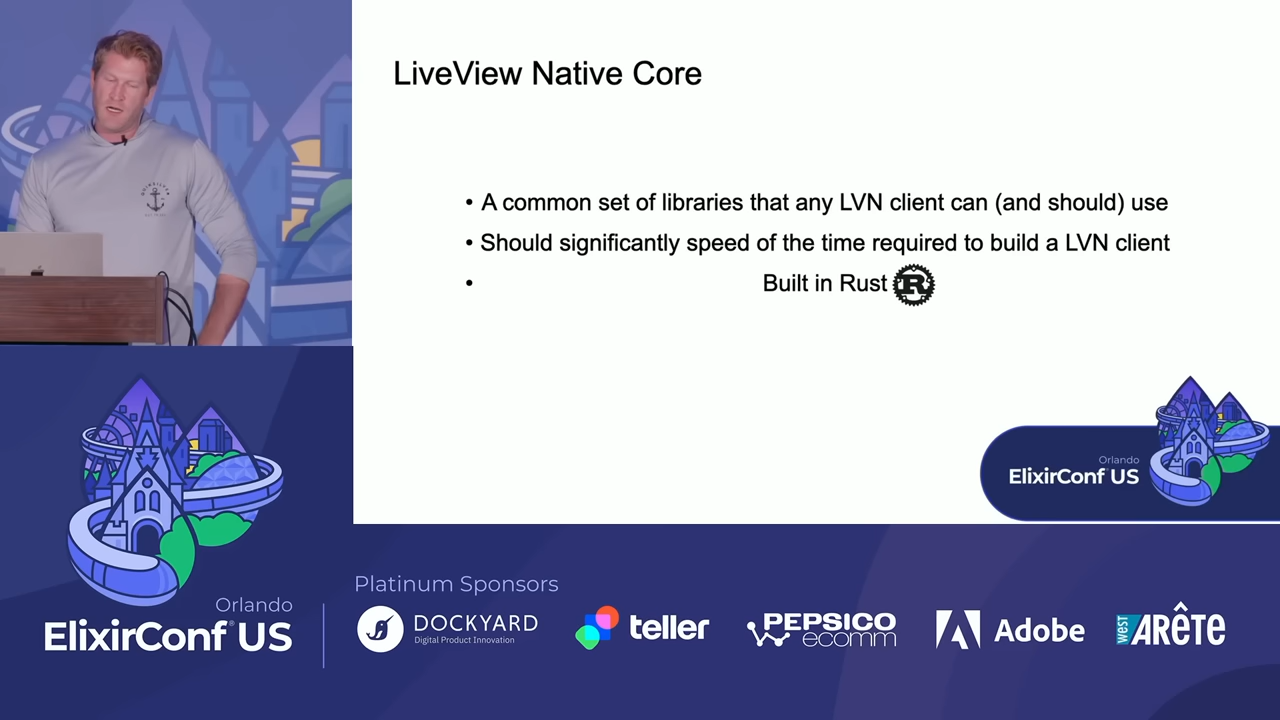 LiveView Native Core
• A common set of libraries that any LVN client can (and should) use
• Should significantly speed of the time required to build a LVN client
• Built in Rust R
Orlando
ElixirConf US
Orlando
ElixirConf® US
Platinum Sponsors
DOCKYARD
Digital Product Innovation
teller
PEPSICO
ecomm
Adobe
west ARÊTE
QUIKSILVER